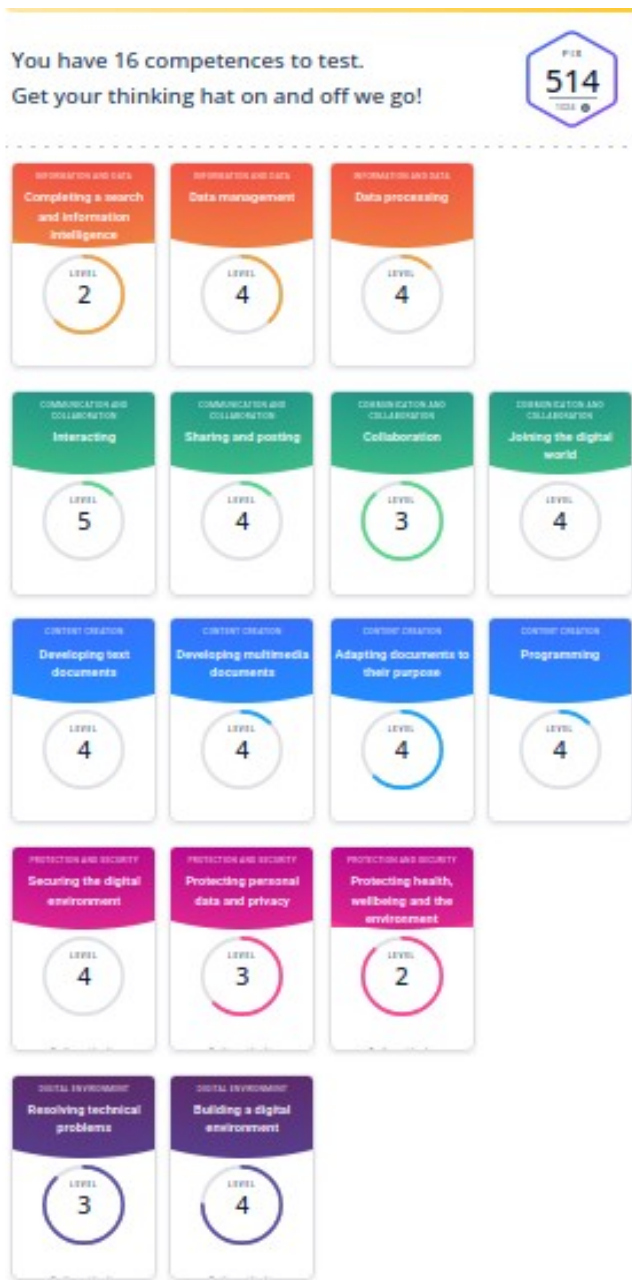 You have 16 competences to test.
Get your thinking hat on and off we go!
PIX
514
1024
INFORMATION AND DATA
Completing a search
and information
intelligence
LEVEL
2
INFORMATION AND DATA
Data management
LEVEL
4
INFORMATION AND DATA
Data processing
LEVEL
4
COMMUNICATION AND
COLLABORATION
Interacting
LEVEL
5
COMMUNICATION AND
COLLABORATION
Sharing and posting
LEVEL
4
COMMUNICATION AND
COLLABORATION
Collaboration
LEVEL
3
COMMUNICATION AND
COLLABORATION
Joining the digital
world
LEVEL
4
CONTENT CREATION
Developing text
documents
LEVEL
4
CONTENT CREATION
Developing multimedia
documents
LEVEL
4
CONTENT CREATION
Adapting documents to
their purpose
LEVEL
4
CONTENT CREATION
Programming
LEVEL
4
PROTECTION AND SECURITY
Securing the digital
environment
LEVEL
4
PROTECTION AND SECURITY
Protecting personal
data and privacy
LEVEL
3
PROTECTION AND SECURITY
Protecting health,
wellbeing and the
environment
LEVEL
2
DIGITAL ENVIRONMENT
Resolving technical
problems
LEVEL
3
DIGITAL ENVIRONMENT
Building a digital
environment
LEVEL
4